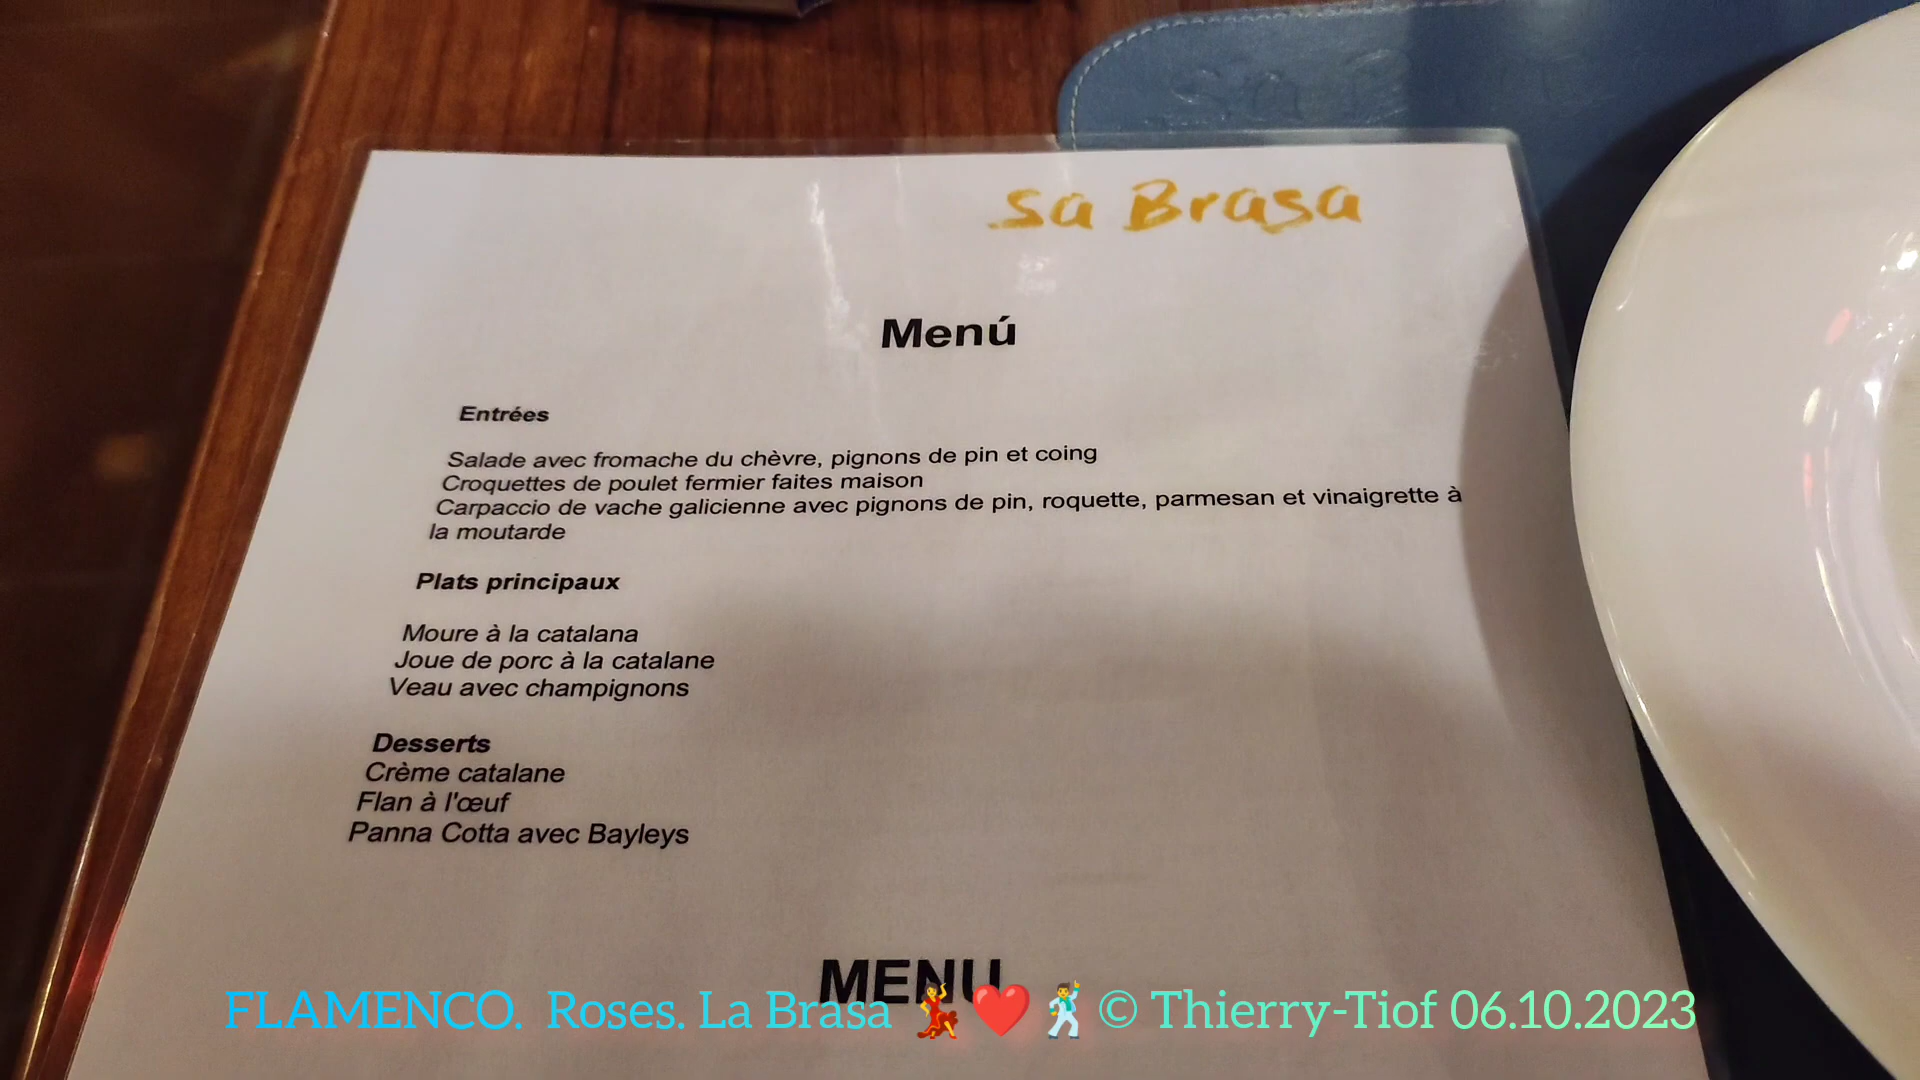 sa Brasa
Menú
Entrées
Salade avec fromache du chèvre, pignons de pin et coing
Croquettes de poulet fermier faites maison
Carpaccio de vache galicienne avec pignons de pin, roquette, parmesan et vinaigrette à
la moutarde
Plats principaux
Moure à la catalana
Joue de porc à la catalane
Veau avec champignons
Desserts
Crème catalane
Flan à l'œuf
Panna Cotta avec Bayleys
MENU
FLAMENCO. Roses. La Brasa 💃❤️🕺© Thierry-Tiof 06.10.2023